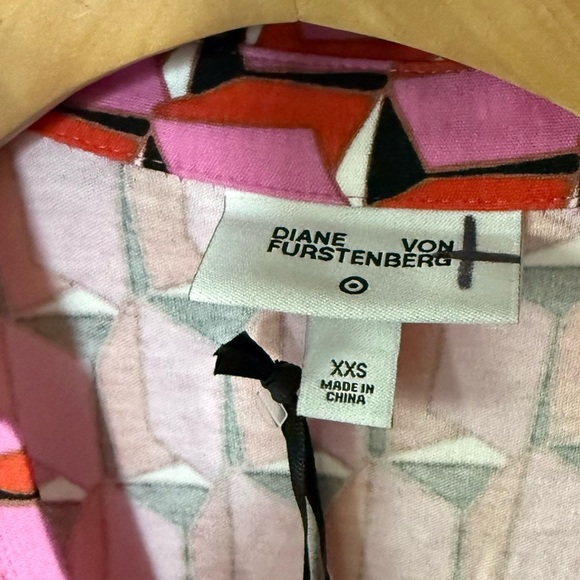 DIANE VON
FURSTENBERG
XXS
MADE IN
CHINA